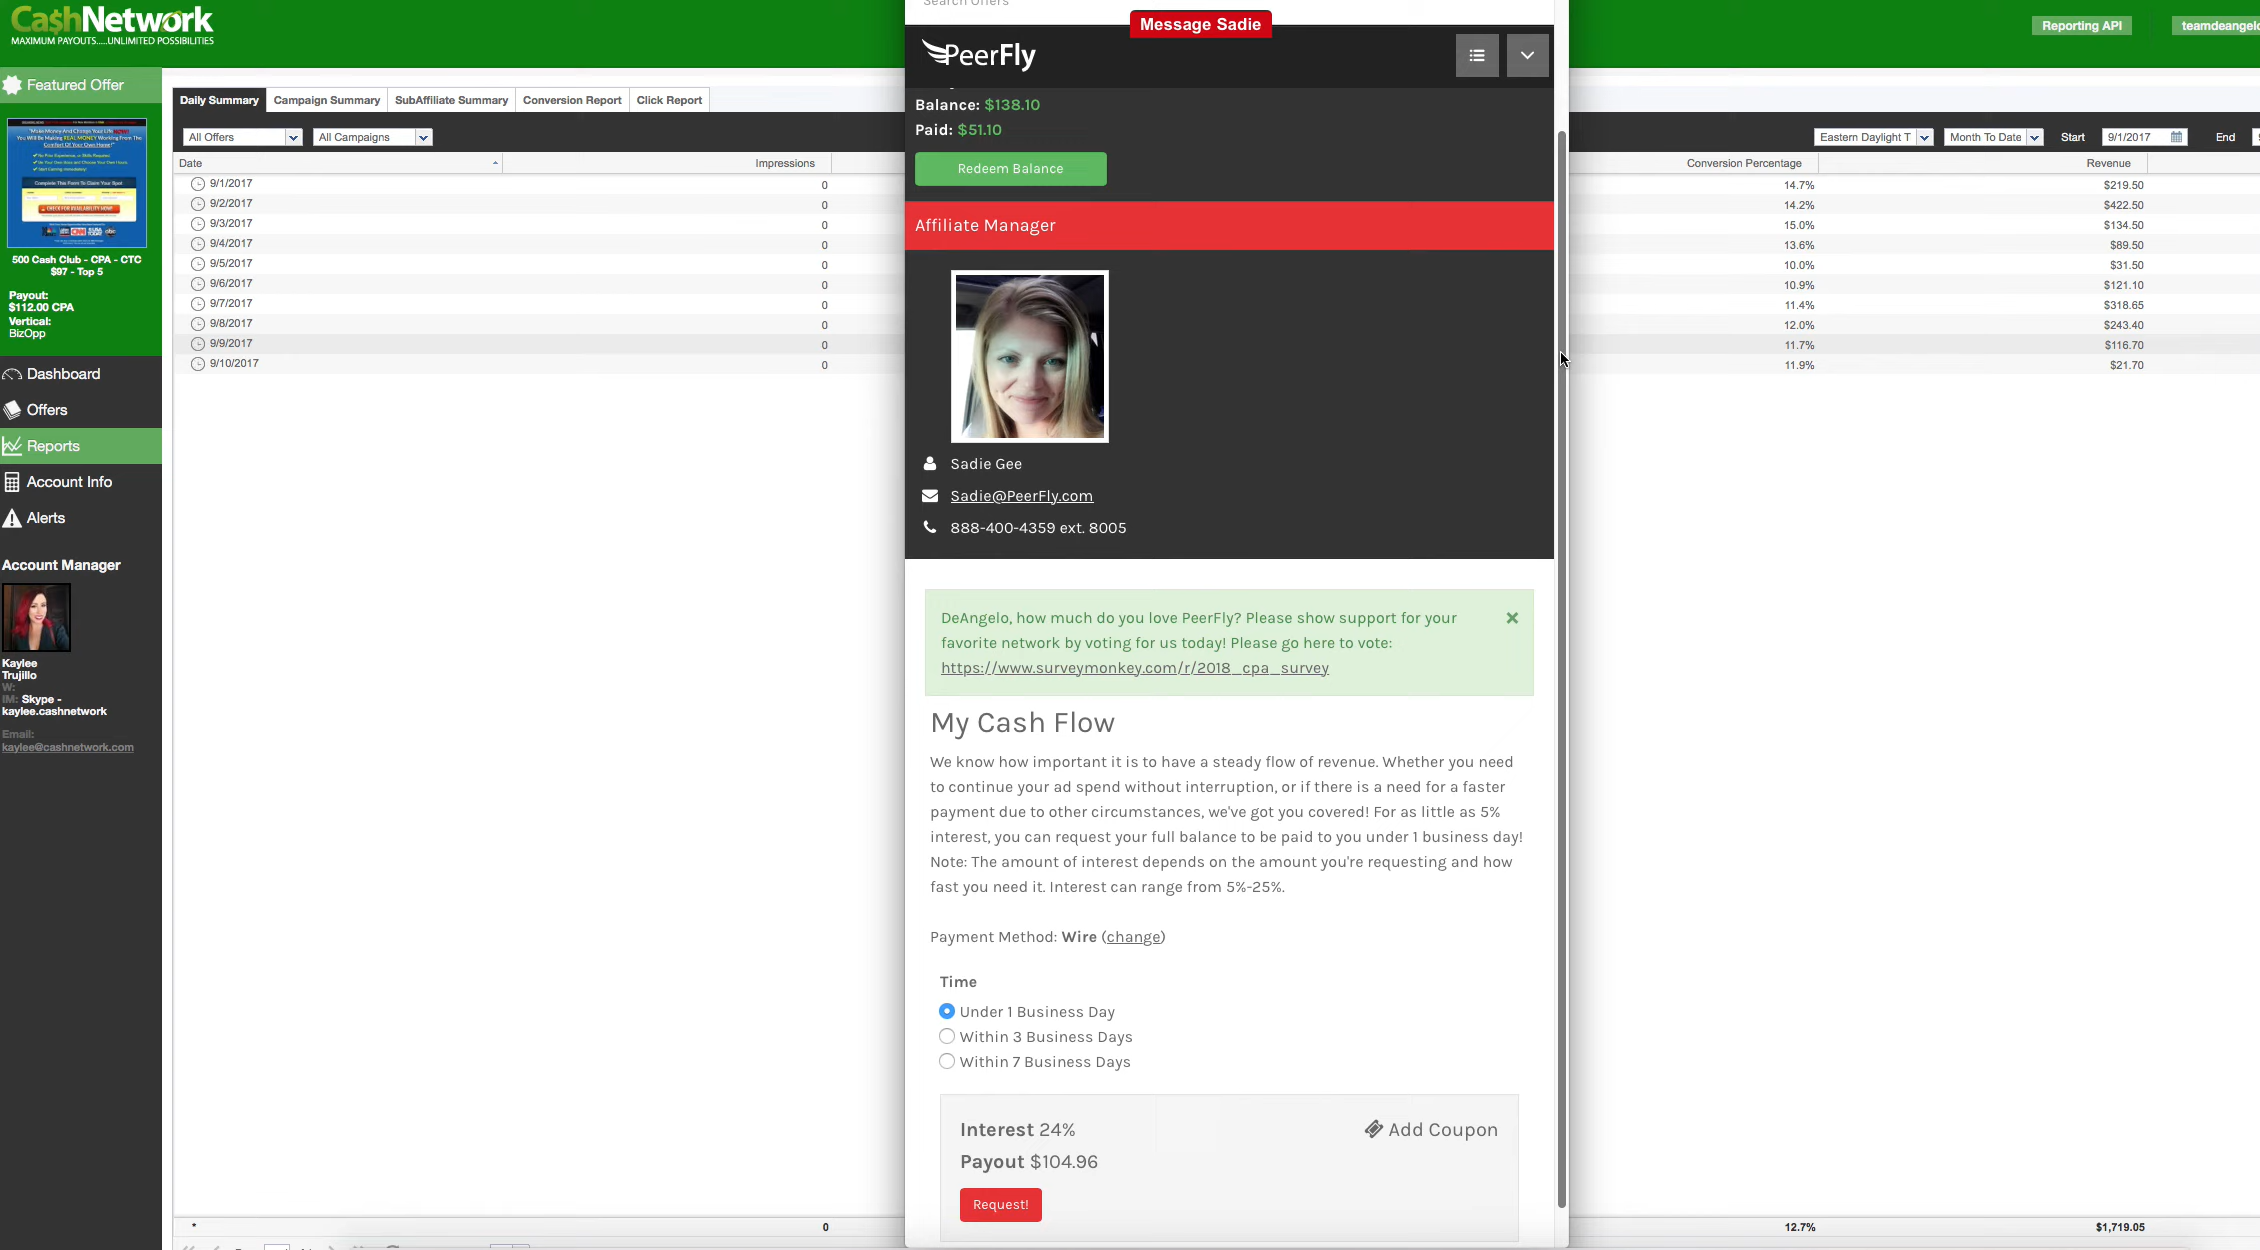 CashNetwork
MAXIMUM PAYOUTS.....UNLIMITED POSSIBILITIES
Reporting API
Featured Offer
500 Cash Club - CPA - CTC
$97 - Top 5
Payout:
$112.00 CPA
Vertical:
BizOpp
Dashboard
Offers
Reports
Account Info
Alerts
Account Manager
Kaylee
Trujillo
W:
IM: Skype -
kaylee.cashnetwork
Email:
kaylee@cashnetwork.com
Daily Summary Campaign Summary SubAffiliate Summary Conversion Report Click Report
All Offers All Campaigns
Date Impressions
9/1/2017 0
9/2/2017 0
9/3/2017 0
9/4/2017 0
9/5/2017 0
9/6/2017 0
9/7/2017 0
9/8/2017 0
9/9/2017 0
9/10/2017 0
* 0
Search Offers
Message Sadie
PeerFly
Balance: $138.10
Paid: $51.10
Redeem Balance
Affiliate Manager
Sadie Gee
Sadie@PeerFly.com
888-400-4359 ext. 8005
DeAngelo, how much do you love PeerFly? Please show support for your
favorite network by voting for us today! Please go here to vote:
https://www.surveymonkey.com/r/2018_cpa_survey
My Cash Flow
We know how important it is to have a steady flow of revenue. Whether you need
to continue your ad spend without interruption, or if there is a need for a faster
payment due to other circumstances, we've got you covered! For as little as 5%
interest, you can request your full balance to be paid to you under 1 business day!
Note: The amount of interest depends on the amount you're requesting and how
fast you need it. Interest can range from 5%-25%.
Payment Method: Wire (change)
Time
Under 1 Business Day
Within 3 Business Days
Within 7 Business Days
Interest 24%
Add Coupon
Payout $104.96
Request!
Eastern Daylight T Month To Date Start 9/1/2017 End
Conversion Percentage Revenue
14.7% $219.50
14.2% $422.50
15.0% $134.50
13.6% $89.50
10.0% $31.50
10.9% $121.10
11.4% $318.65
12.0% $243.40
11.7% $116.70
11.9% $21.70
12.7% $1,719.05